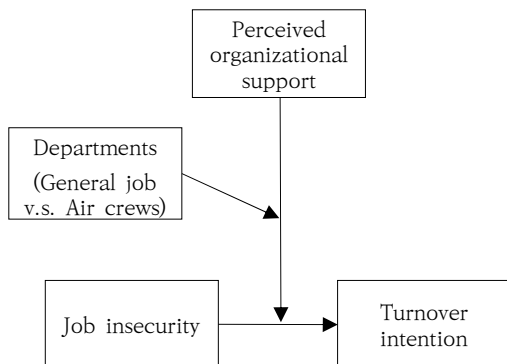 Perceived
organizational
support
Departments
(General job
v.s. Air crews)
Job insecurity
Turnover
intention